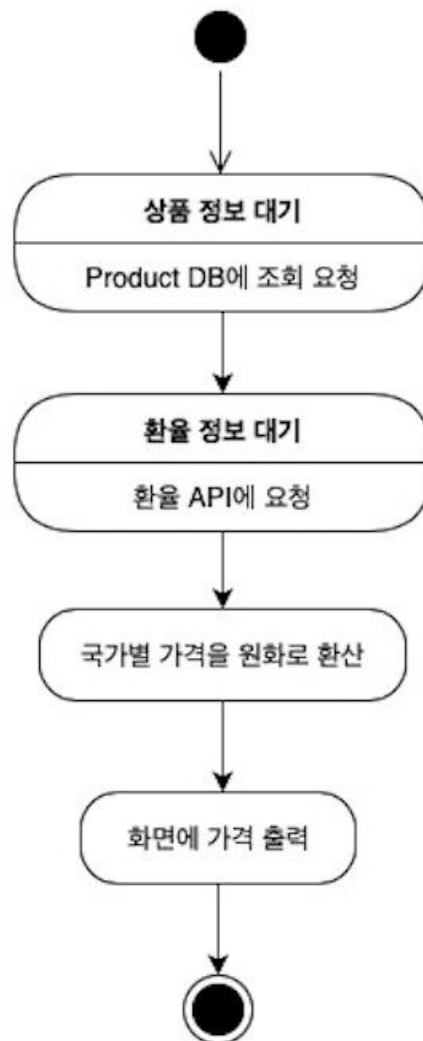 상품 정보 대기
Product DB에 조회 요청
환율 정보 대기
환율 API에 요청
국가별 가격을 원화로 환산
화면에 가격 출력